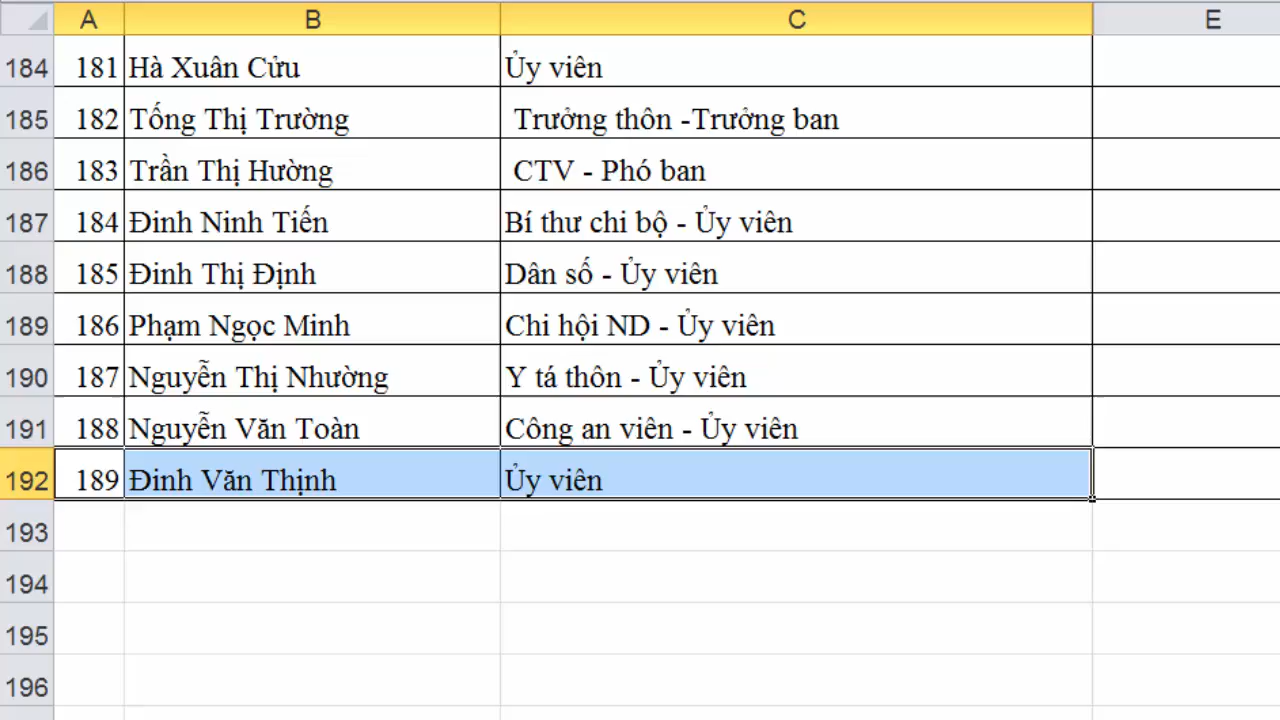 A B C E
184 181 Hà Xuân Cửu Ủy viên
185 182 Tống Thị Trường Trưởng thôn -Trưởng ban
186 183 Trần Thị Hường CTV - Phó ban
187 184 Đinh Ninh Tiến Bí thư chi bộ - Ủy viên
188 185 Đinh Thị Định Dân số - Ủy viên
189 186 Phạm Ngọc Minh Chi hội ND - Ủy viên
190 187 Nguyễn Thị Nhường Y tá thôn - Ủy viên
191 188 Nguyễn Văn Toàn Công an viên - Ủy viên
192 189 Đinh Văn Thịnh Ủy viên
193
194
195
196